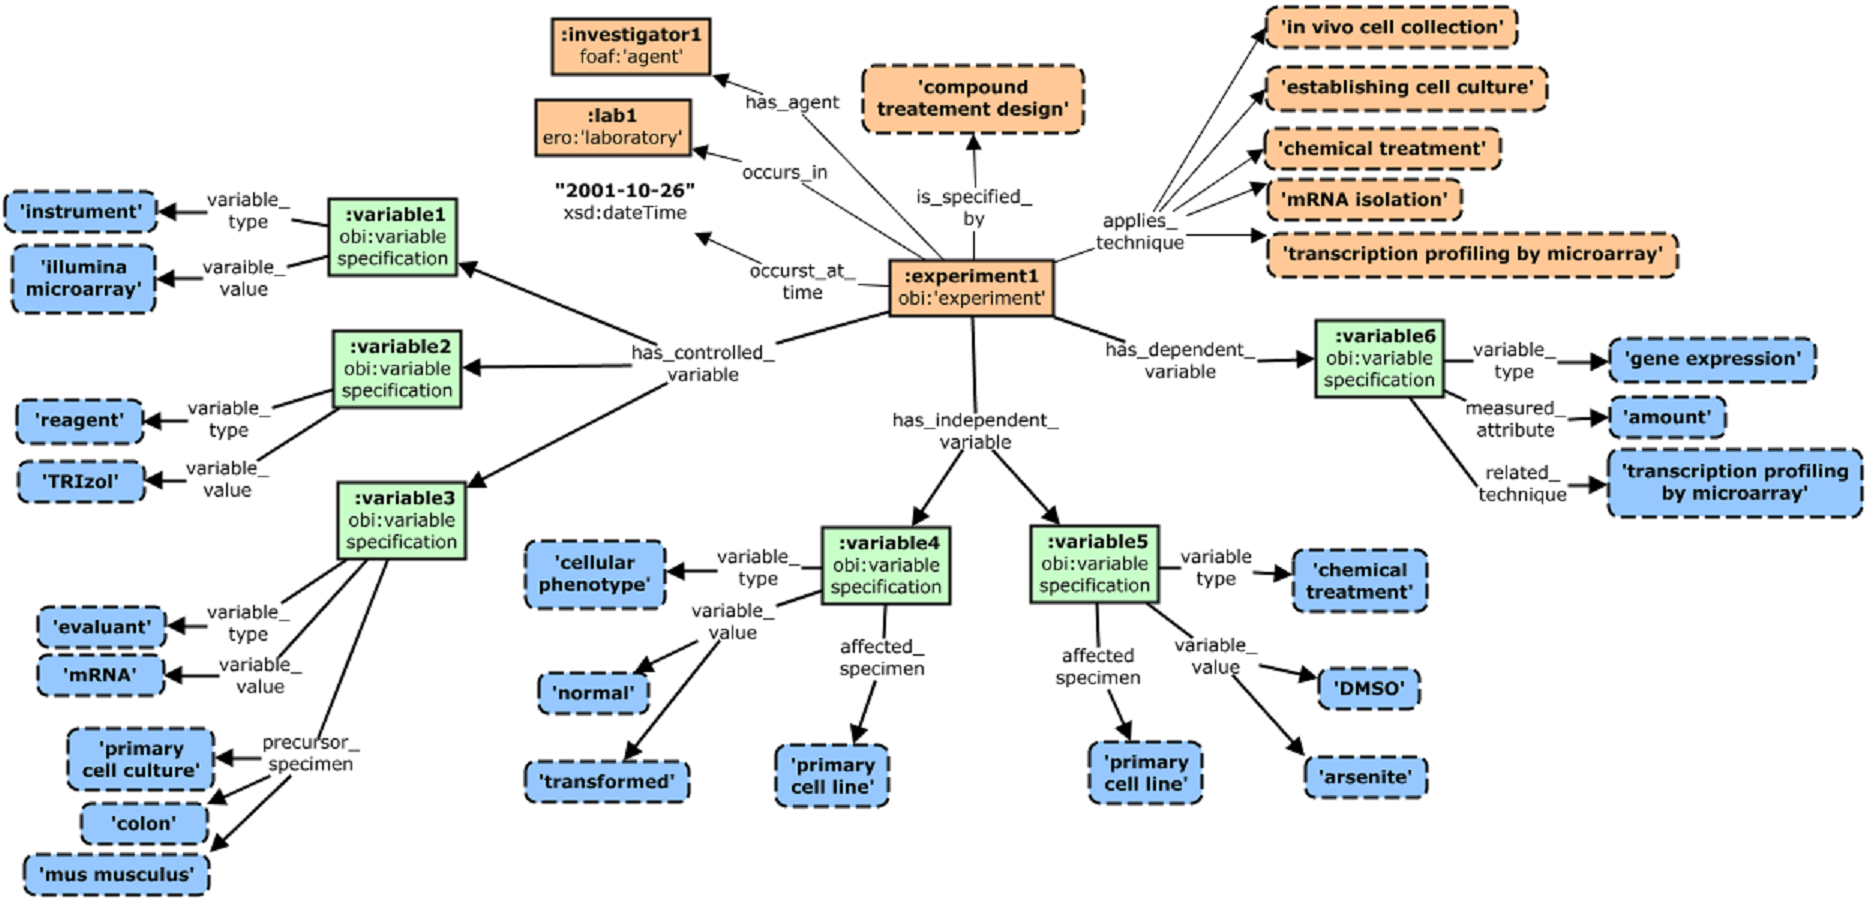 :investigator1
foaf:'agent'
:lab1
ero:'laboratory'
"2001-10-26"
xsd:dateTime
has_agent
occurs_in
occurst_at_
time
'compound
treatement design'
is_specified_
by
applies_
technique
'in vivo cell collection'
'establishing cell culture'
'chemical treatment'
'mRNA isolation'
'transcription profiling by microarray'
:experiment1
obi:'experiment'
has_controlled_
variable
has_independent_
variable
has_dependent_
variable
:variable1
obi:variable
specification
variable_
type
'instrument'
varaible_
value
'illumina
microarray'
:variable2
obi:variable
specification
variable_
type
'reagent'
variable_
value
'TRIzol'
:variable3
obi:variable
specification
variable_
type
'evaluant'
variable_
value
'mRNA'
precursor_
specimen
'primary
cell culture'
'colon'
'mus musculus'
:variable4
obi:variable
specification
variable_
type
'cellular
phenotype'
variable_
value
'normal'
'transformed'
affected_
specimen
'primary
cell line'
:variable5
obi:variable
specification
variable
type
'chemical
treatment'
variable_
value
'DMSO'
'arsenite'
affected
specimen
'primary
cell line'
:variable6
obi:variable
specification
variable_
type
'gene expression'
measured_
attribute
'amount'
related_
technique
'transcription profiling
by microarray'